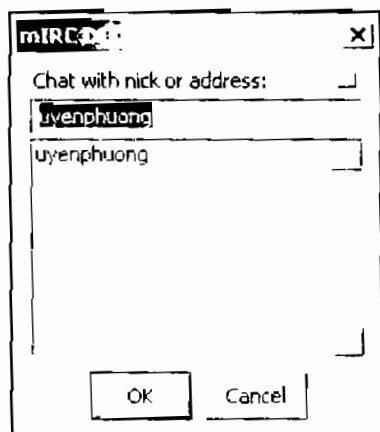 mIRC
Chat with nick or address:
uyenphuong
uyenphuong
OK
Cancel